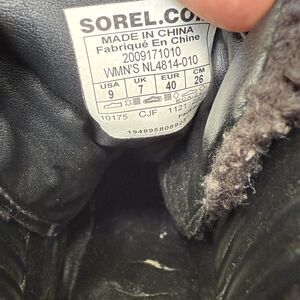 SOREL.CO
MADE IN CHINA
Fabriqué En Chine
2009171010
WMN'S NL4814-010
USA UK EUR CM
9 7 40 26
10175 CJF 1121